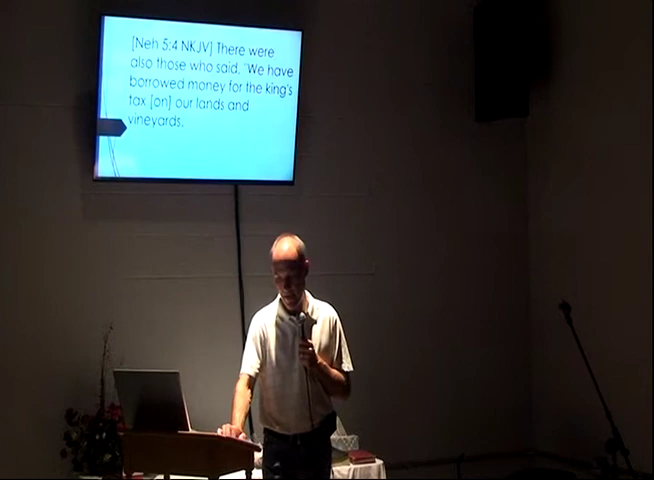 [Neh 5:4 NKJV] There were
also those who said, "We have
borrowed money for the king's
tax [on] our lands and
vineyards.